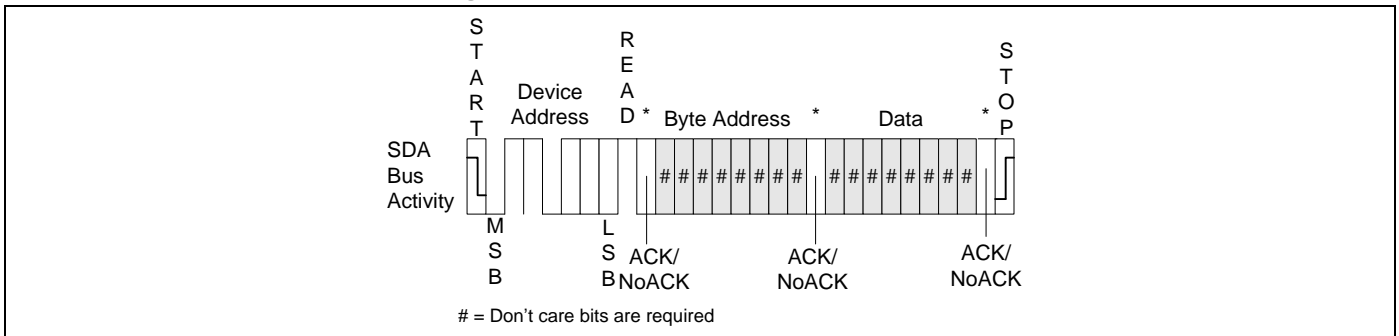 START
Device
Address
READ
*
Byte Address
*
Data
*
STOP
SDA
Bus
Activity
# # # # # # # #
# # # # # # # #
MSB
LSB
ACK/
NoACK
ACK/
NoACK
ACK/
NoACK
# = Don't care bits are required